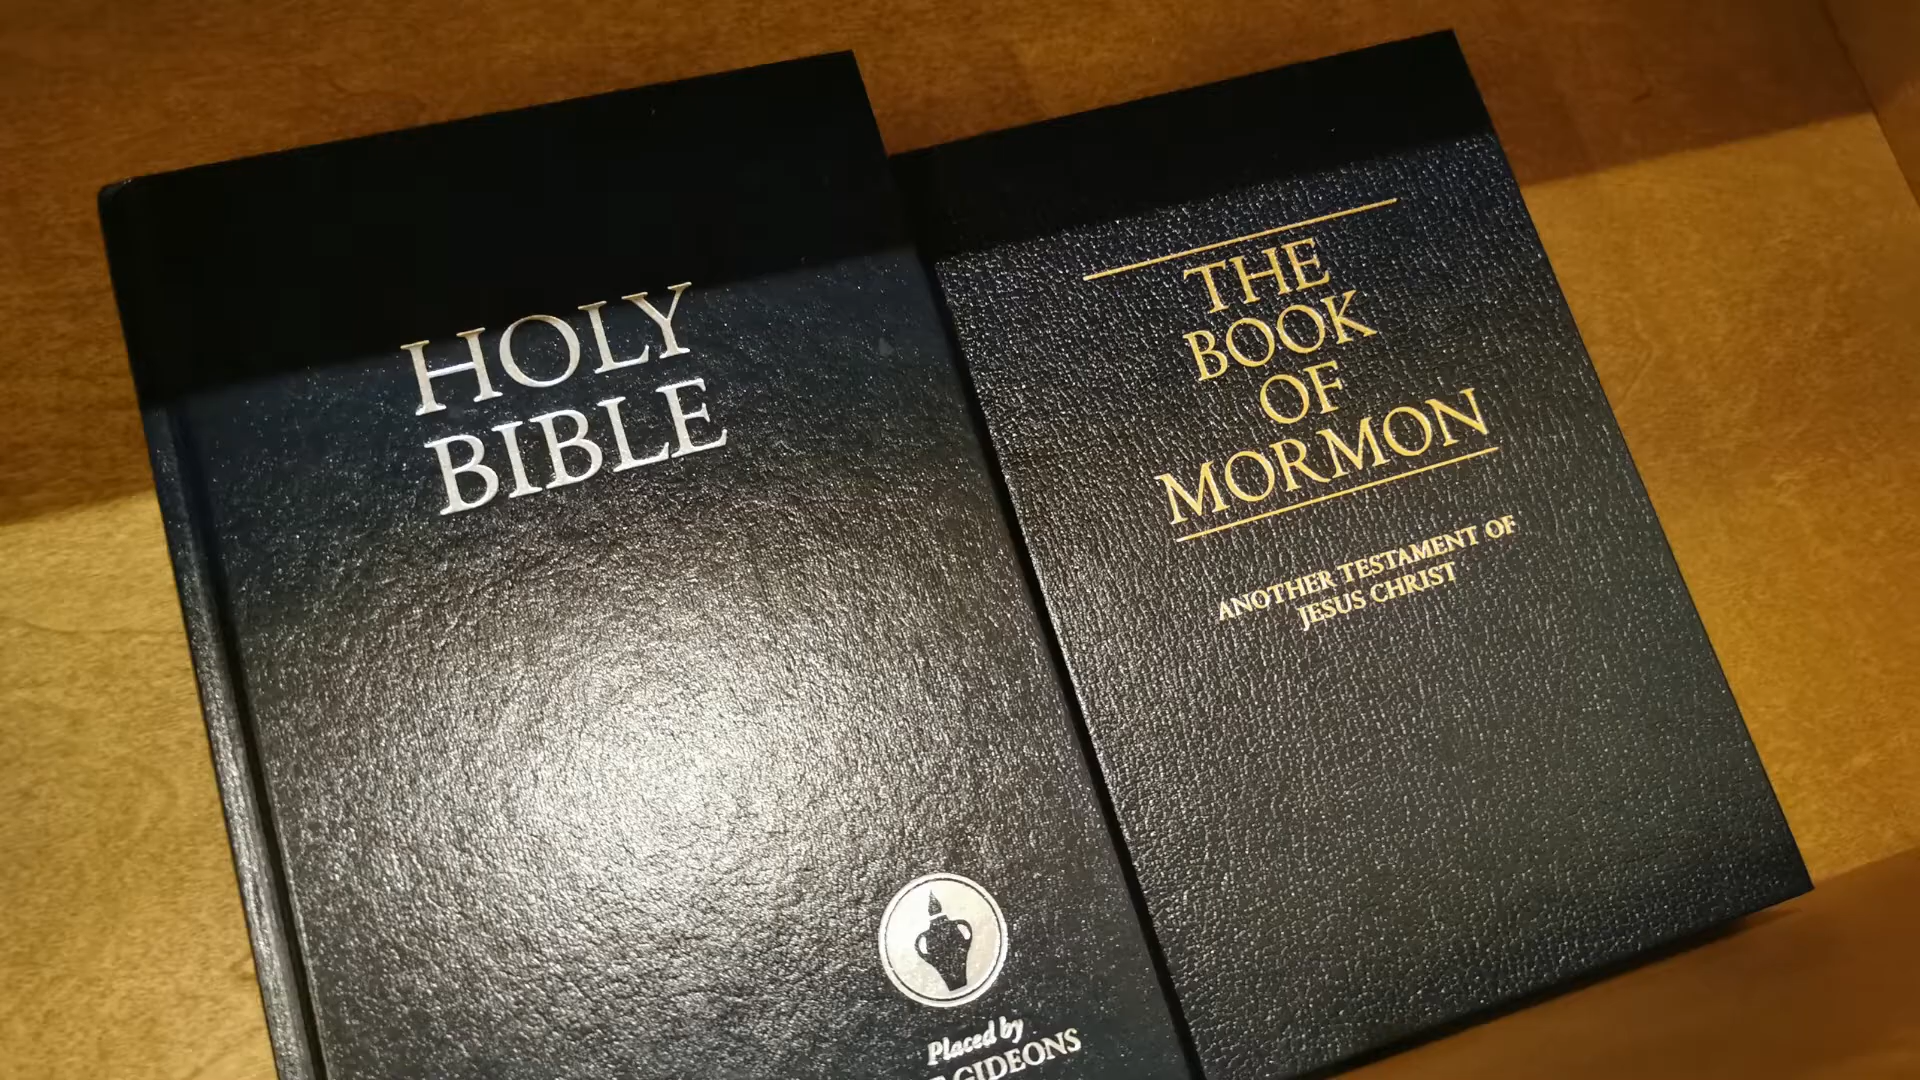 HOLY
BIBLE
Placed by
GIDEONS
THE
BOOK
OF
MORMON
ANOTHER TESTAMENT OF
JESUS CHRIST